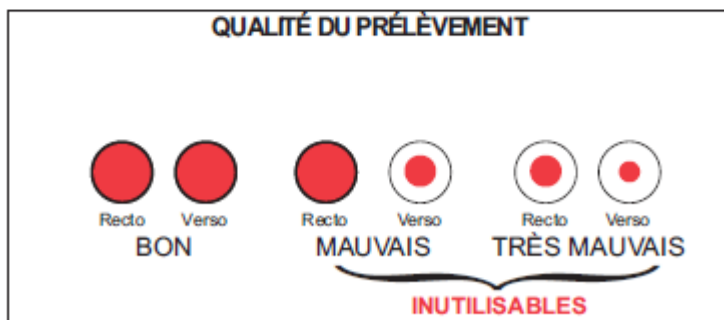 QUALITÉ DU PRÉLÈVEMENT
Recto Verso Recto Verso Recto Verso
BON MAUVAIS TRÈS MAUVAIS
INUTILISABLES